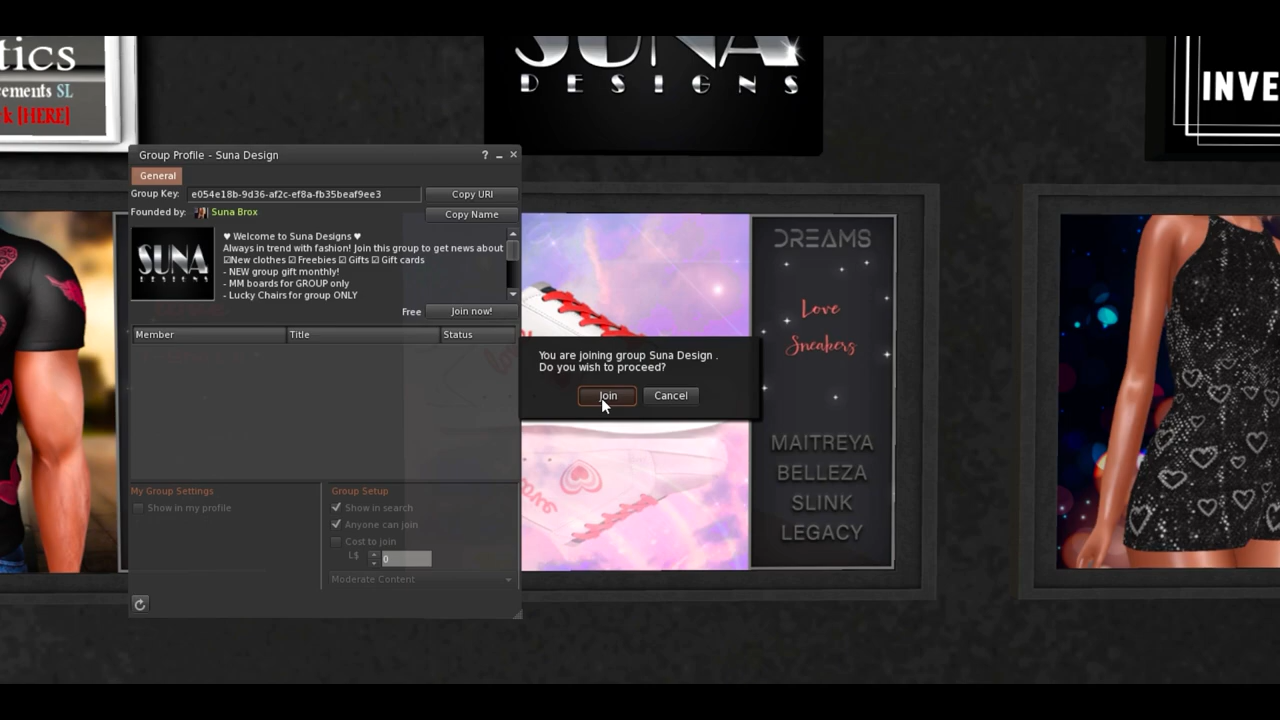 tics
cements SL
k [HERE]
SUNA
DESIGNS
INVE
Group Profile - Suna Design
?
General
Group Key:
e054e18b-9d36-af2c-ef8a-fb35beaf9ee3
Copy URI
Founded by:
Suna Brox
Copy Name
SUNA
DESIGNS
♥ Welcome to Suna Designs ♥
Always in trend with fashion! Join this group to get news about
☑New clothes ☑ Freebies ☑ Gifts ☑ Gift cards
- NEW group gift monthly!
- MM boards for GROUP only
- Lucky Chairs for group ONLY
Free
Join now!
Member
Title
Status
My Group Settings
Show in my profile
Group Setup
Show in search
Anyone can join
Cost to join
L$
0
Moderate Content
You are joining group Suna Design .
Do you wish to proceed?
Join
Cancel
DREAMS
Love
Sneakers
MAITREYA
BELLEZA
SLINK
LEGACY